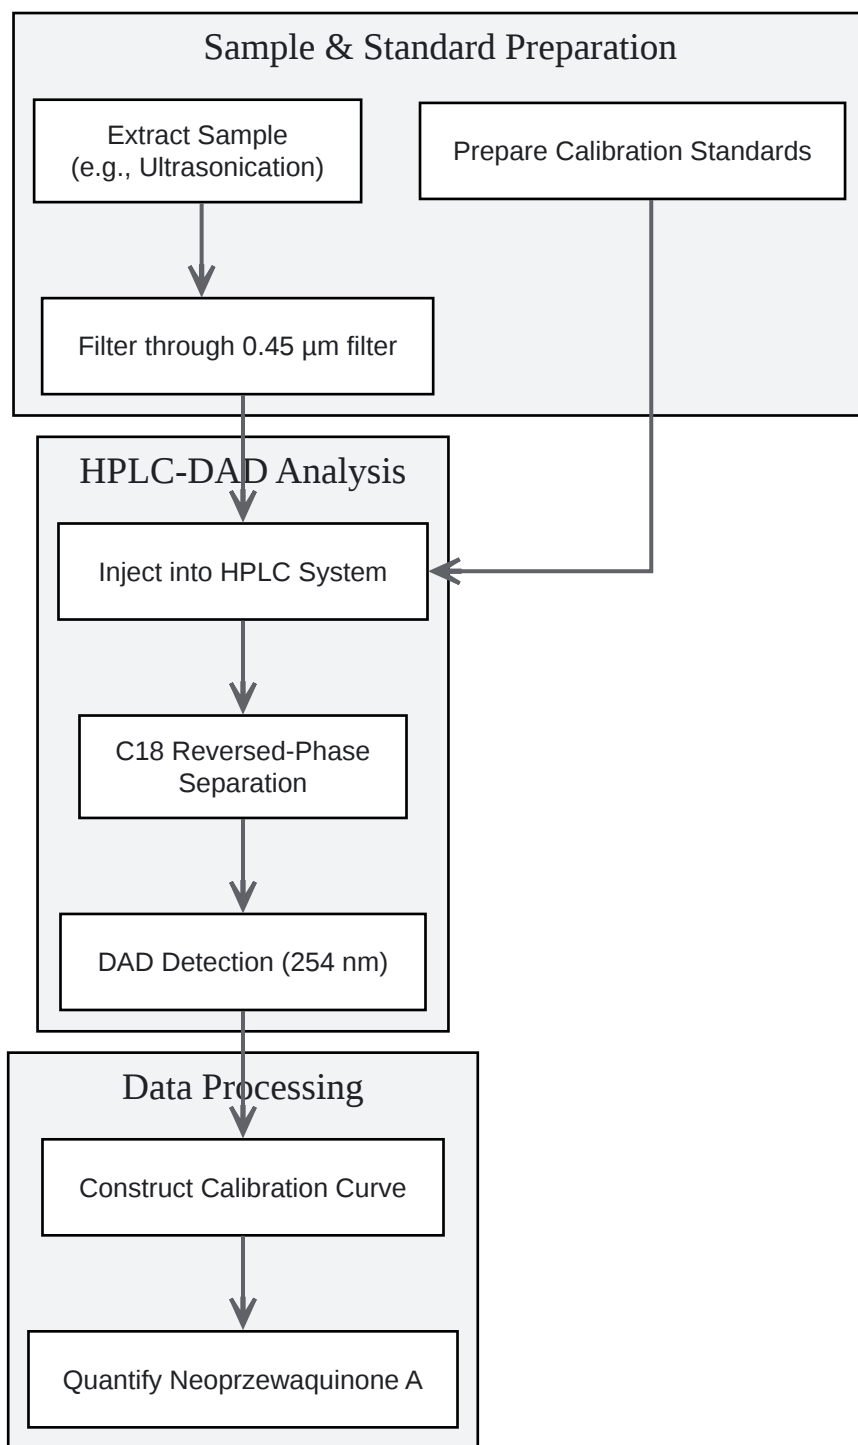 Sample & Standard Preparation
Extract Sample
(e.g., Ultrasonication)
Prepare Calibration Standards
Filter through 0.45 µm filter
HPLC-DAD Analysis
Inject into HPLC System
C18 Reversed-Phase
Separation
DAD Detection (254 nm)
Data Processing
Construct Calibration Curve
Quantify Neoprzewaquinone A